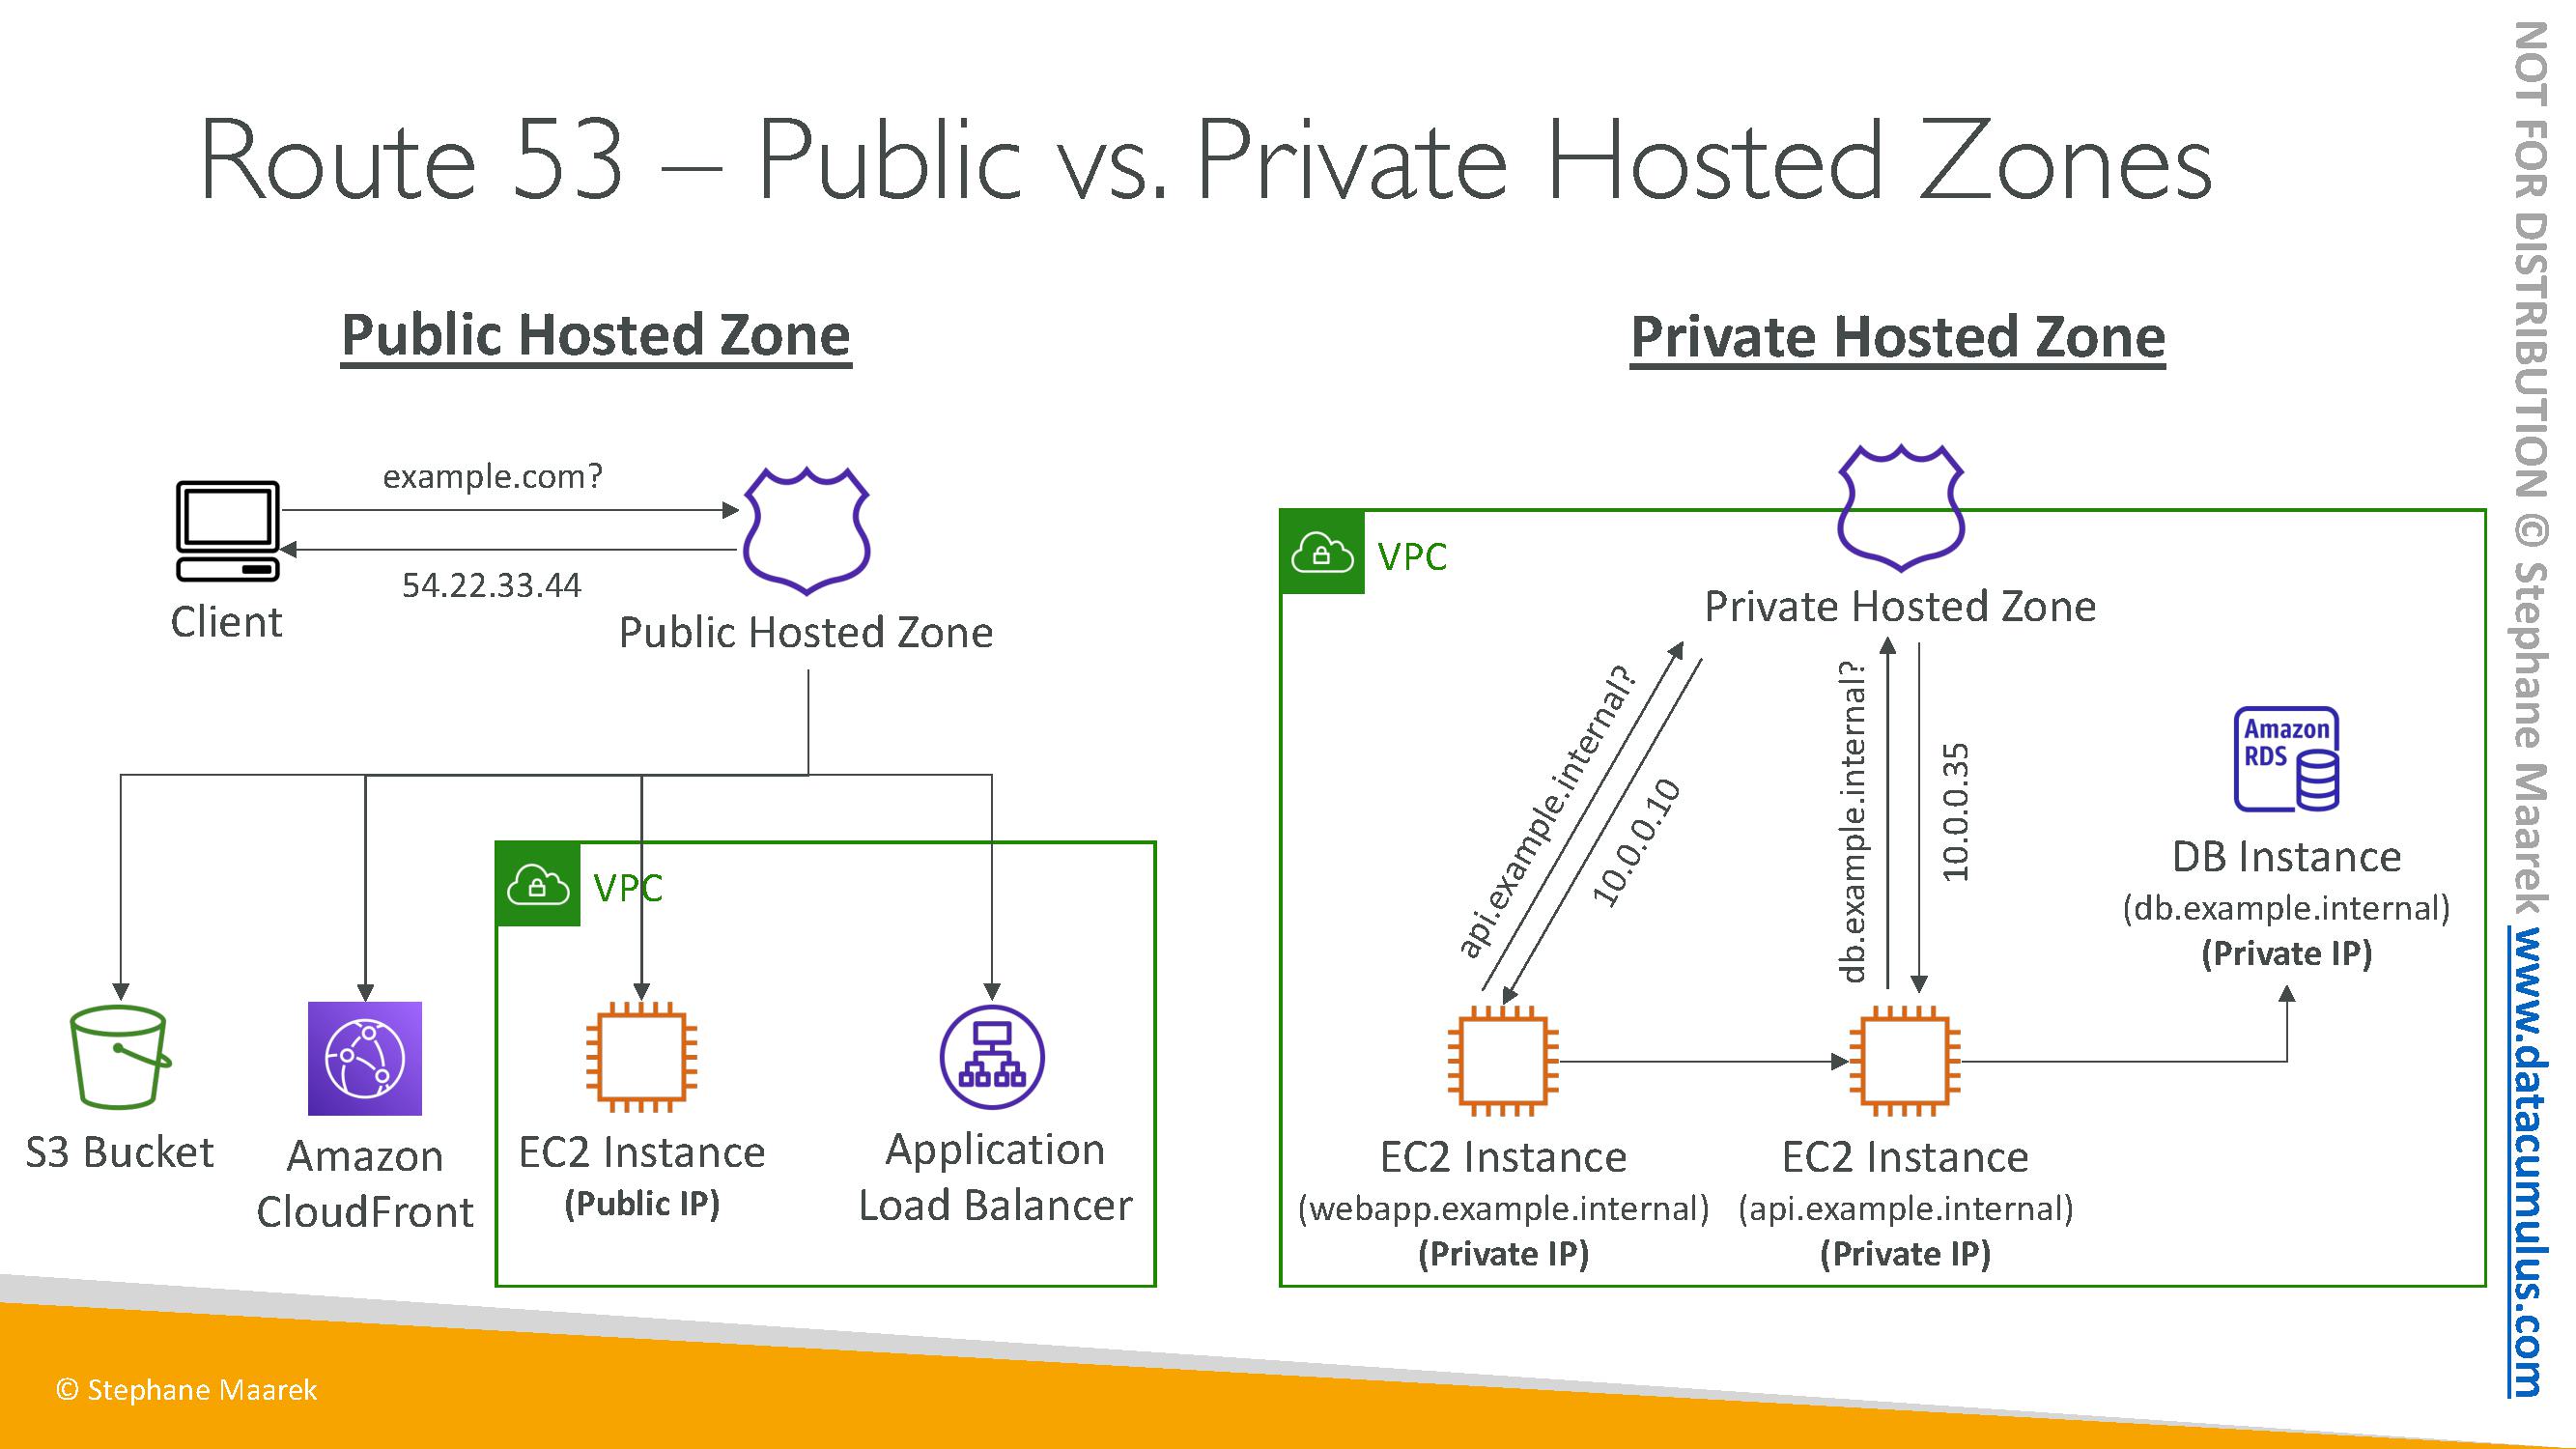 Route 53 – Public vs. Private Hosted Zones
Public Hosted Zone
example.com?
54.22.33.44
Client
Public Hosted Zone
VPC
S3 Bucket
Amazon
CloudFront
EC2 Instance
(Public IP)
Application
Load Balancer
Private Hosted Zone
VPC
Private Hosted Zone
api.example.internal?
10.0.0.10
db.example.internal?
10.0.0.35
Amazon
RDS
DB Instance
(db.example.internal)
(Private IP)
EC2 Instance
(webapp.example.internal)
(Private IP)
EC2 Instance
(api.example.internal)
(Private IP)
© Stephane Maarek
NOT FOR DISTRIBUTION © Stephane Maarek www.datacumulus.com